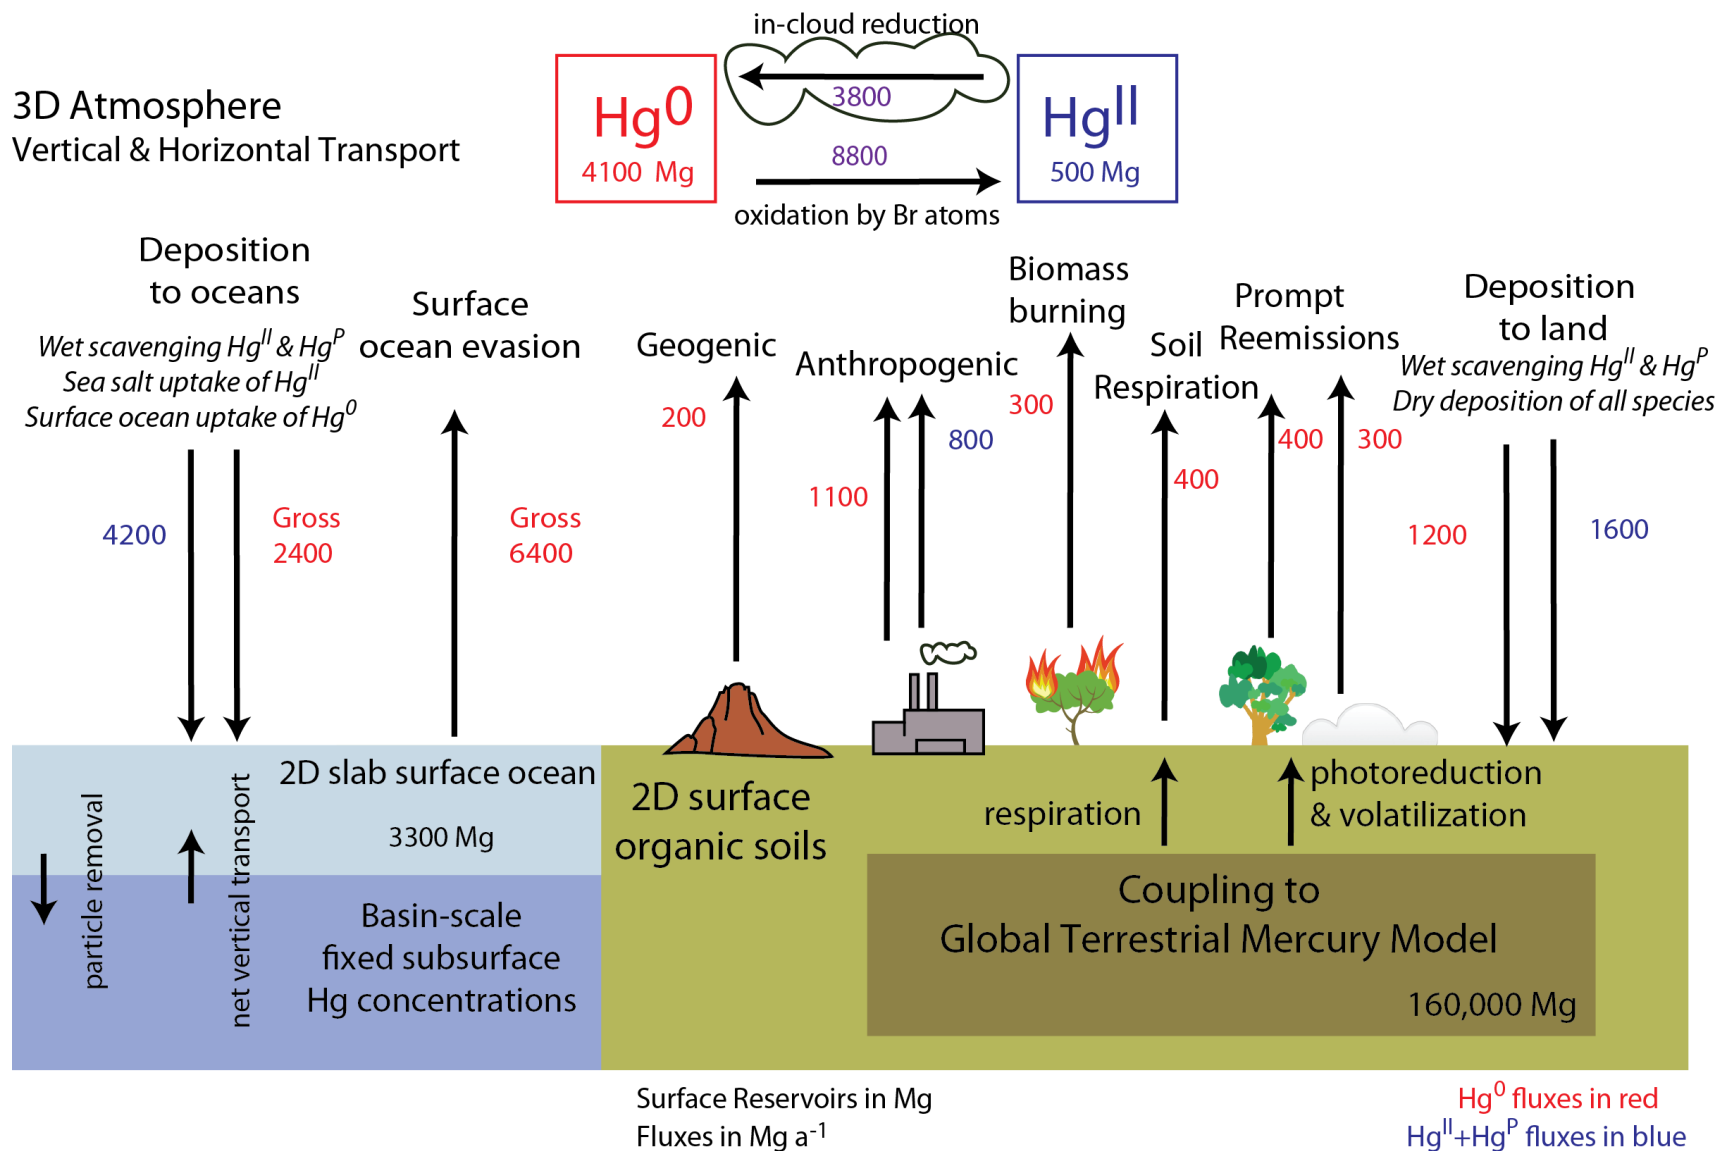 in-cloud reduction
3D Atmosphere
Vertical & Horizontal Transport
Hg0
4100 Mg
3800
8800
oxidation by Br atoms
HgII
500 Mg
Deposition
to oceans
Wet scavenging HgII & HgP
Sea salt uptake of HgII
Surface ocean uptake of Hg0
4200
Gross
2400
Surface
ocean evasion
Gross
6400
Geogenic
200
Anthropogenic
1100
800
Biomass
burning
300
Soil
Respiration
400
Prompt
Reemissions
400
300
Deposition
to land
Wet scavenging HgII & HgP
Dry deposition of all species
1200
1600
2D slab surface ocean
3300 Mg
particle removal
net vertical transport
Basin-scale
fixed subsurface
Hg concentrations
2D surface
organic soils
respiration
photoreduction
& volatilization
Coupling to
Global Terrestrial Mercury Model
160,000 Mg
Surface Reservoirs in Mg
Fluxes in Mg a-1
Hg0 fluxes in red
HgII+HgP fluxes in blue